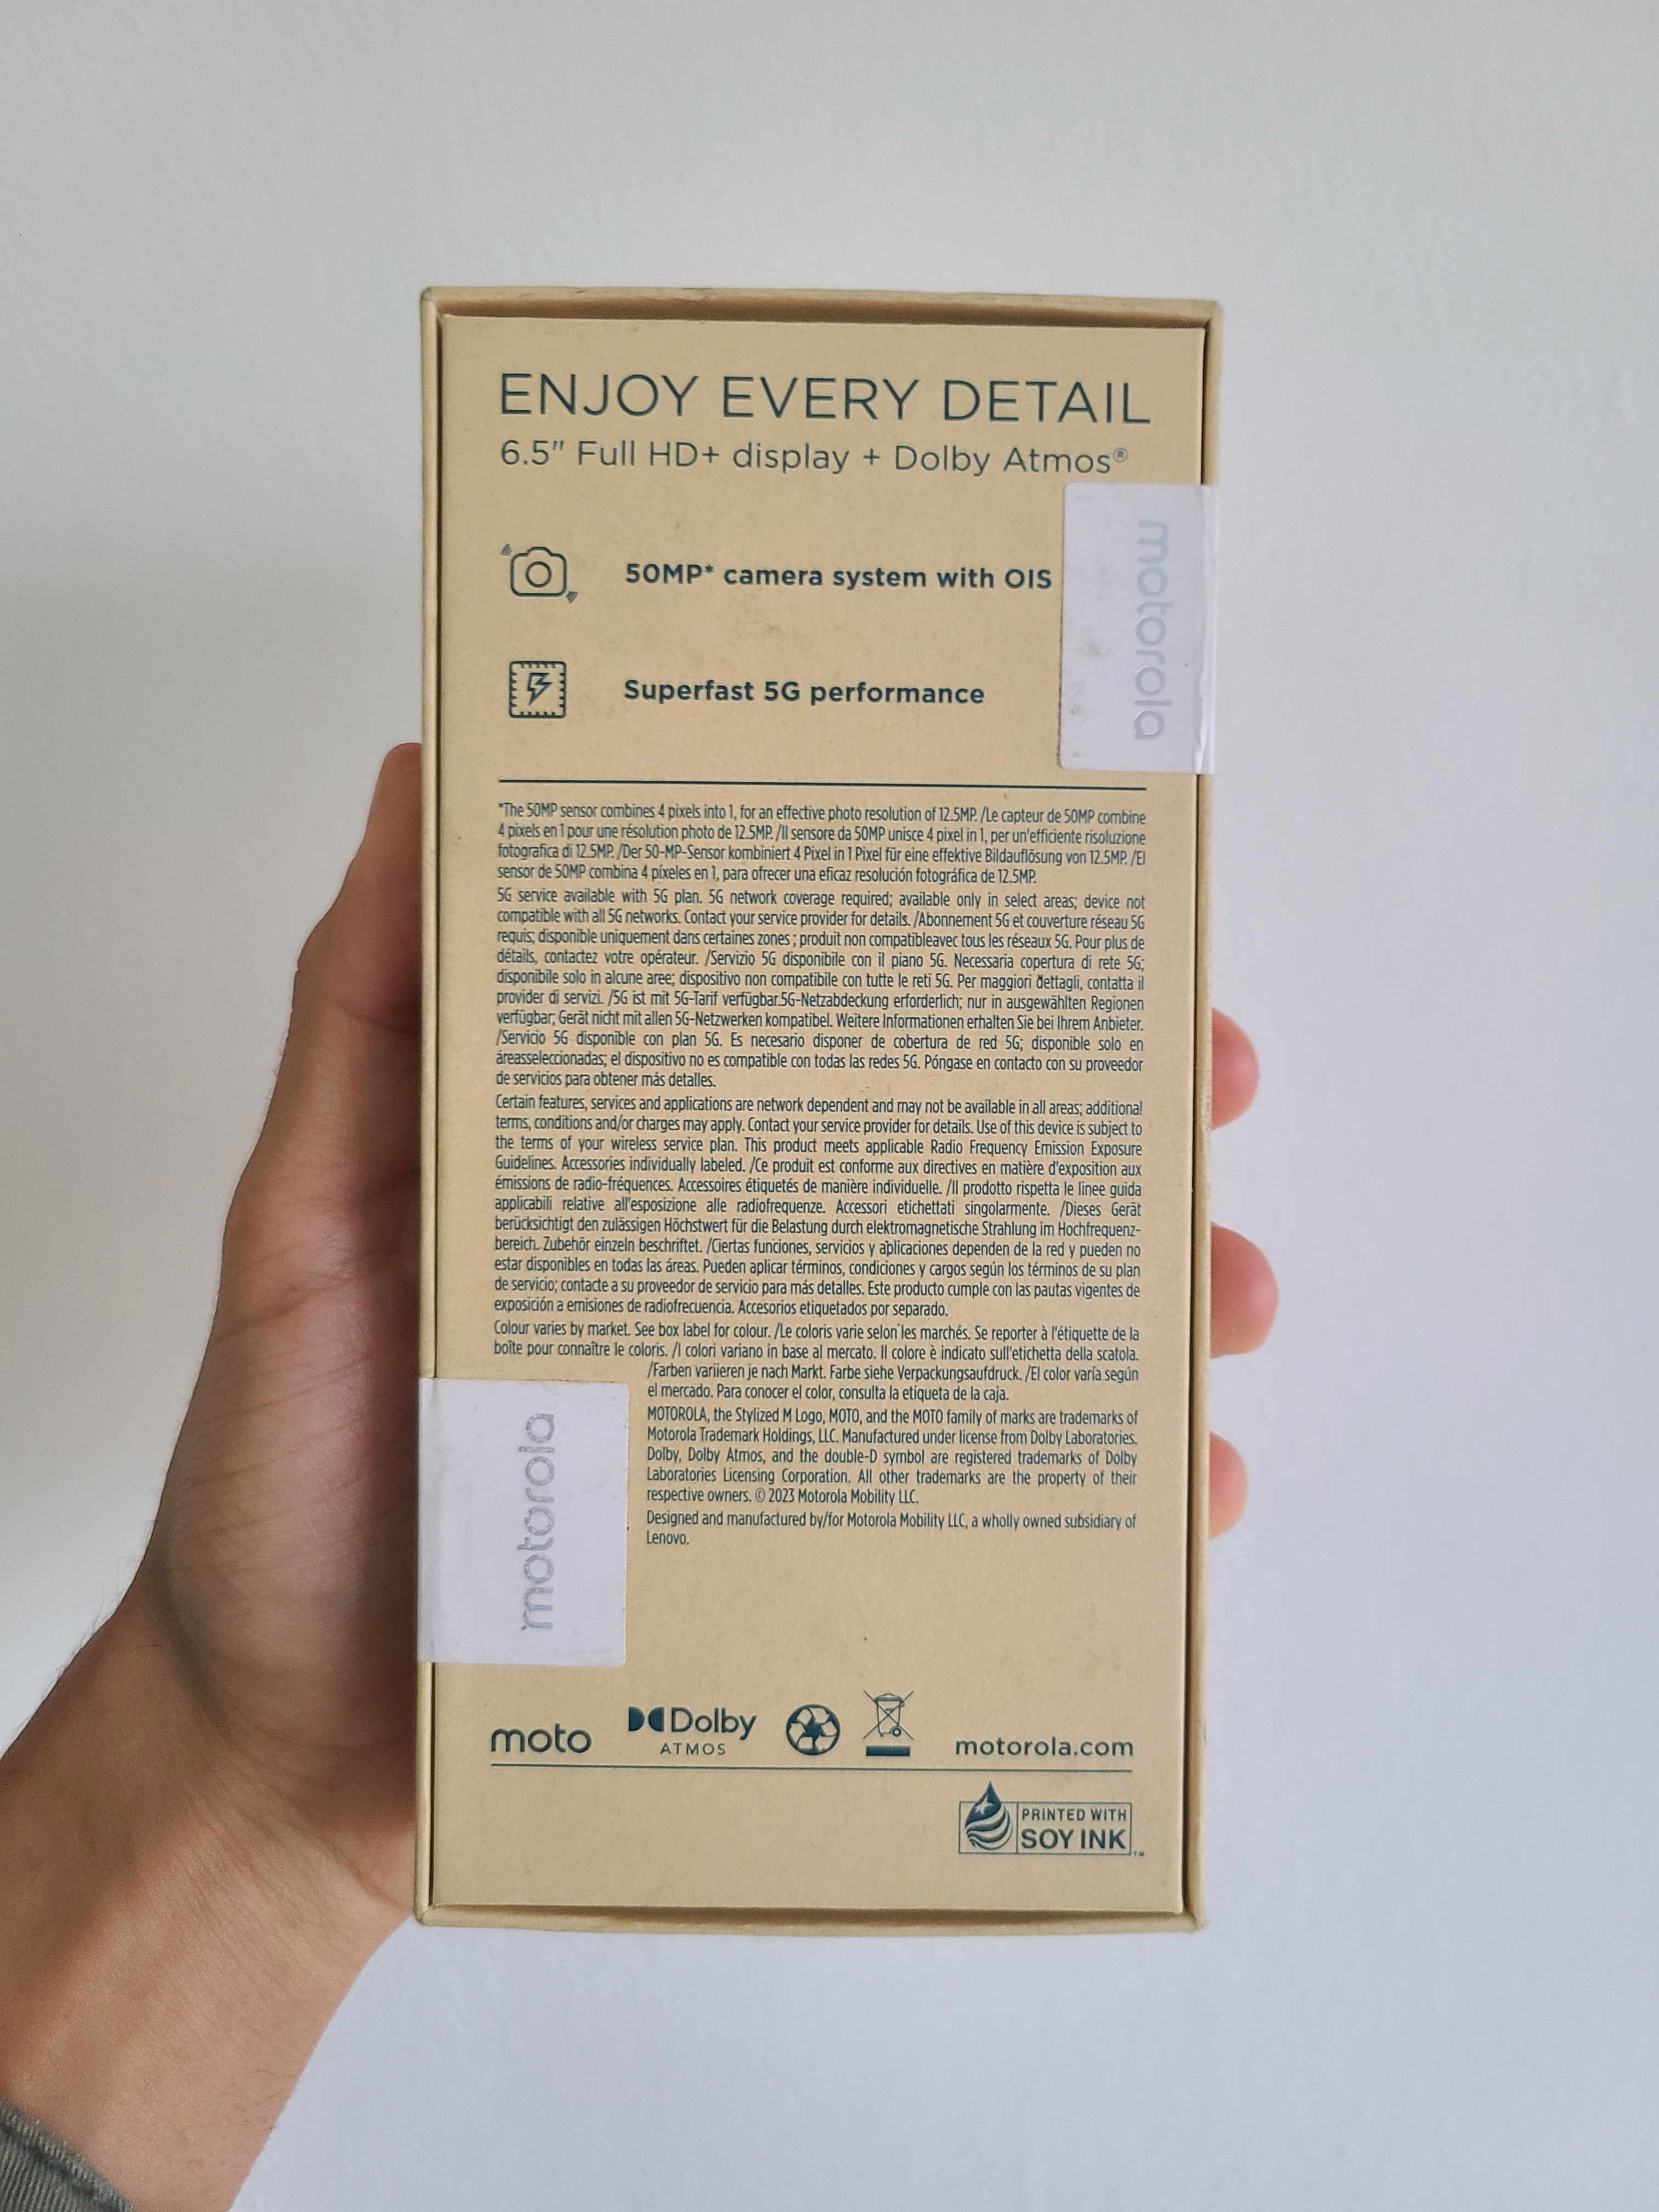 ENJOY EVERY DETAIL
6.5" Full HD+ display + Dolby Atmos®
50MP* camera system with OIS
motorola
Superfast 5G performance
*The 50MP sensor combines 4 pixels into 1, for an effective photo resolution of 12.5MP. /Le capteur de 50MP combine
4 pixels en 1 pour une résolution photo de 12.5MP. /Il sensore da 50MP unisce 4 pixel in 1, per un'efficiente risoluzione
fotografica di 12.5MP. /Der 50-MP-Sensor kombiniert 4 Pixel in 1 Pixel für eine effektive Bildauflösung von 12.5MP. /El
sensor de 50MP combina 4 píxeles en 1, para ofrecer una eficaz resolución fotográfica de 12.5MP.
5G service available with 5G plan. 5G network coverage required; available only in select areas; device not
compatible with all 5G networks. Contact your service provider for details. /Abonnement 5G et couverture réseau 5G
requis; disponible uniquement dans certaines zones ; produit non compatibleavec tous les réseaux 5G. Pour plus de
détails, contactez votre opérateur. /Servizio 5G disponibile con il piano 5G. Necessaria copertura di rete 5G;
disponibile solo in alcune aree; dispositivo non compatibile con tutte le reti 5G. Per maggiori dettagli, contatta il
provider di servizi. /5G ist mit 5G-Tarif verfügbar.5G-Netzabdeckung erforderlich; nur in ausgewählten Regionen
verfügbar; Gerät nicht mit allen 5G-Netzwerken kompatibel. Weitere Informationen erhalten Sie bei Ihrem Anbieter.
/Servicio 5G disponible con plan 5G. Es necesario disponer de cobertura de red 5G; disponible solo en
áreasseleccionadas; el dispositivo no es compatible con todas las redes 5G. Póngase en contacto con su proveedor
de servicios para obtener más detalles.
Certain features, services and applications are network dependent and may not be available in all areas; additional
terms, conditions and/or charges may apply. Contact your service provider for details. Use of this device is subject to
the terms of your wireless service plan. This product meets applicable Radio Frequency Emission Exposure
Guidelines. Accessories individually labeled. /Ce produit est conforme aux directives en matière d'exposition aux
émissions de radio-fréquences. Accessoires étiquetés de manière individuelle. /Il prodotto rispetta le linee guida
applicabili relative all'esposizione alle radiofrequenze. Accessori etichettati singolarmente. /Dieses Gerät
berücksichtigt den zulässigen Höchstwert für die Belastung durch elektromagnetische Strahlung im Hochfrequenz-
bereich. Zubehör einzeln beschriftet. /Ciertas funciones, servicios y aplicaciones dependen de la red y pueden no
estar disponibles en todas las áreas. Pueden aplicar términos, condiciones y cargos según los términos de su plan
de servicio; contacte a su proveedor de servicio para más detalles. Este producto cumple con las pautas vigentes de
exposición a emisiones de radiofrecuencia. Accesorios etiquetados por separado.
Colour varies by market. See box label for colour. /Le coloris varie selon les marchés. Se reporter à l'étiquette de la
boîte pour connaître le coloris. /I colori variano in base al mercato. Il colore è indicato sull'etichetta della scatola.
/Farben variieren je nach Markt. Farbe siehe Verpackungsaufdruck. /El color varía según
el mercado. Para conocer el color, consulta la etiqueta de la caja.
MOTOROLA, the Stylized M Logo, MOTO, and the MOTO family of marks are trademarks of
Motorola Trademark Holdings, LLC. Manufactured under license from Dolby Laboratories.
Dolby, Dolby Atmos, and the double-D symbol are registered trademarks of Dolby
Laboratories Licensing Corporation. All other trademarks are the property of their
respective owners. © 2023 Motorola Mobility LLC.
Designed and manufactured by/for Motorola Mobility LLC, a wholly owned subsidiary of
Lenovo.
motorola
moto
Dolby
ATMOS
motorola.com
PRINTED WITH
SOY INK™